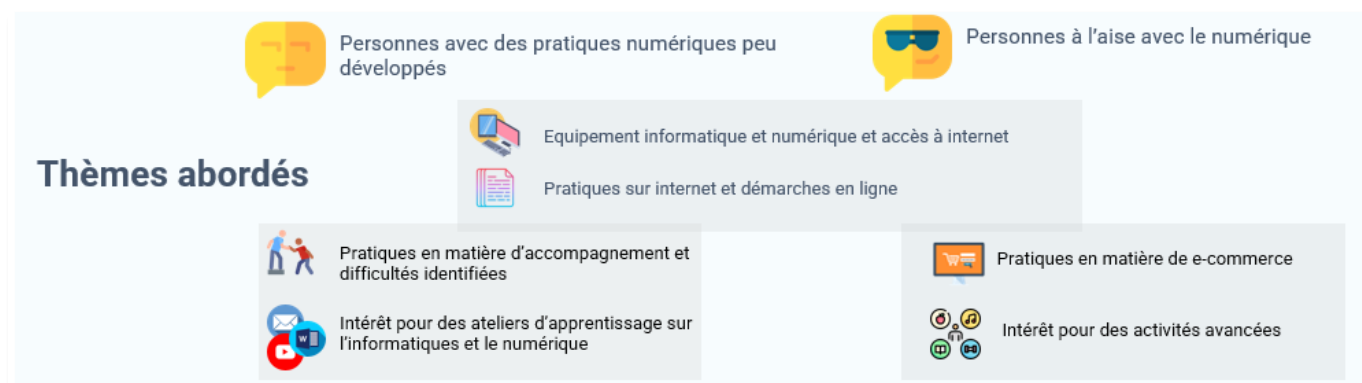 Personnes avec des pratiques numériques peu
développés
Personnes à l'aise avec le numérique
Thèmes abordés
Equipement informatique et numérique et accès à internet
Pratiques sur internet et démarches en ligne
Pratiques en matière d'accompagnement et
difficultés identifiées
Intérêt pour des ateliers d'apprentissage sur
l'informatiques et le numérique
Pratiques en matière de e-commerce
Intérêt pour des activités avancées